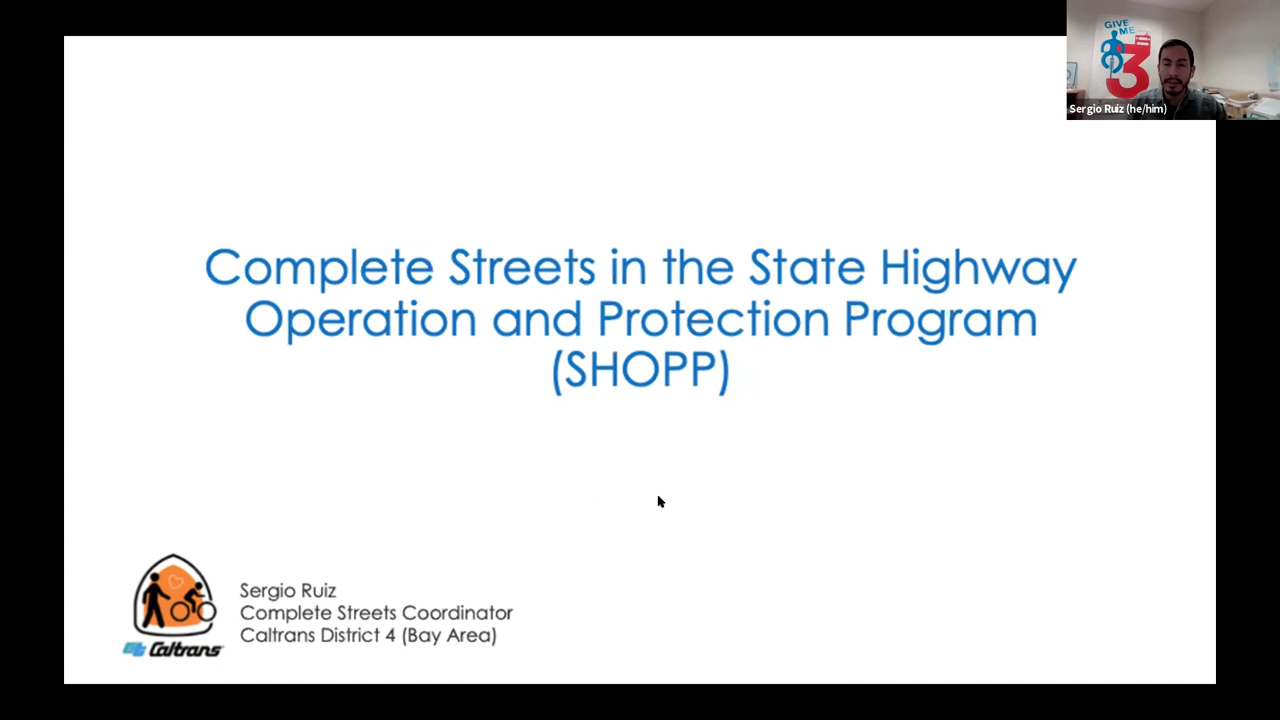 GIVE
ME
3
Sergio Ruiz (he/him)
Complete Streets in the State Highway
Operation and Protection Program
(SHOPP)
Sergio Ruiz
Complete Streets Coordinator
Caltrans District 4 (Bay Area)
Caltrans